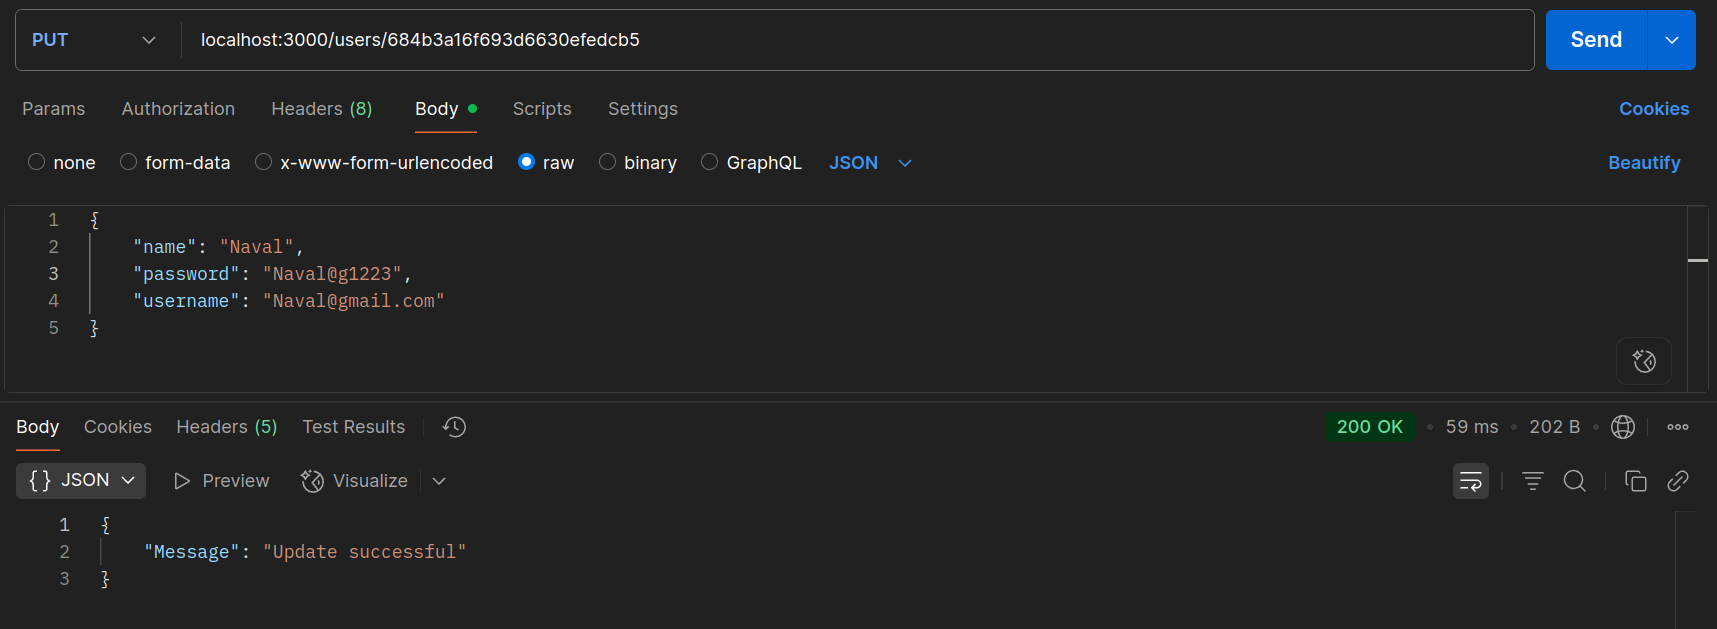 PUT localhost:3000/users/684b3a16f693d6630efedcb5 Send
Params Authorization Headers (8) Body Scripts Settings Cookies
none form-data x-www-form-urlencoded raw binary GraphQL JSON Beautify
1 {
2 "name": "Naval",
3 "password": "Naval@g1223",
4 "username": "Naval@gmail.com"
5 }
Body Cookies Headers (5) Test Results 200 OK • 59 ms • 202 B •
{} JSON Preview Visualize
1 {
2 "Message": "Update successful"
3 }